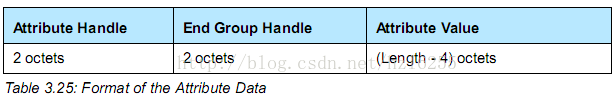 Attribute Handle End Group Handle Attribute Value
2 octets 2 octets (Length - 4) octets
Table 3.25: Format of the Attribute Data